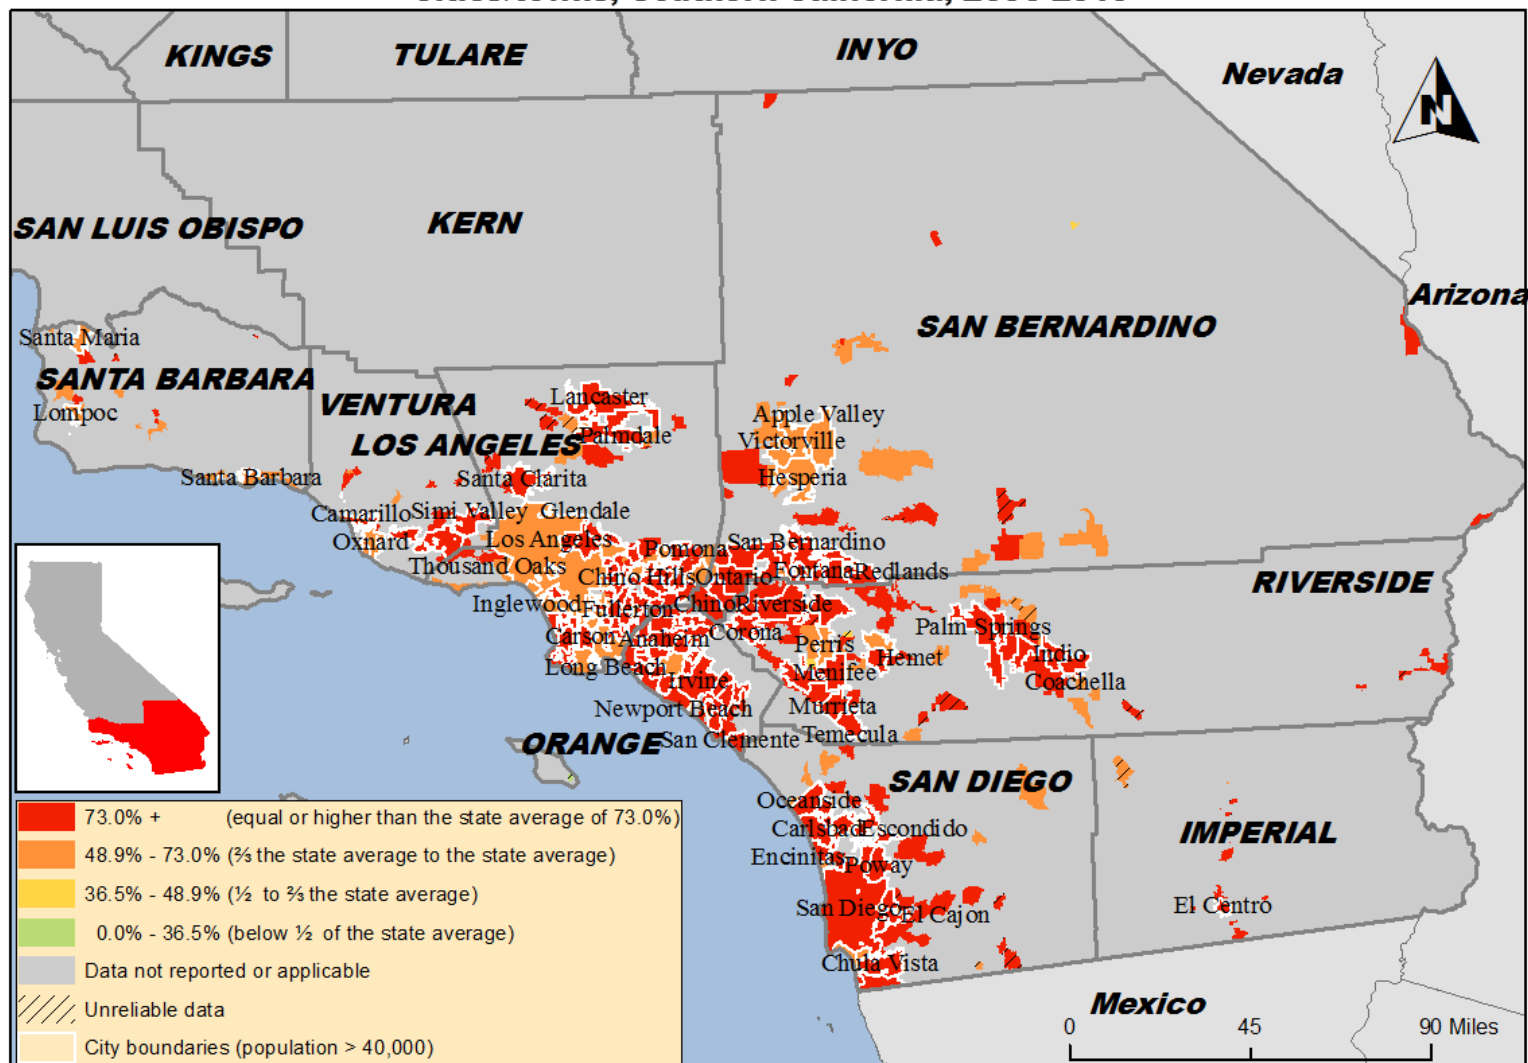 KINGS
TULARE
INYO
Nevada
N
SAN LUIS OBISPO
KERN
Arizona
SAN BERNARDINO
Santa Maria
SANTA BARBARA
Lompoc
VENTURA
Lancaster
LOS ANGELES
Palmdale
Apple Valley
Victorville
Hesperia
Santa Barbara
Santa Clarita
Camarillo
Simi Valley
Glendale
Oxnard
Los Angeles
Pomona
San Bernardino
Thousand Oaks
Chino Hills
Ontario
Fontana
Redlands
RIVERSIDE
Inglewood
Fullerton
Chino
Riverside
Carson
Anaheim
Corona
Perris
Palm Springs
Long Beach
Irvine
Menifee
Hemet
Indio
Coachella
Newport Beach
Murrieta
ORANGE
San Clemente
Temecula
SAN DIEGO
Oceanside
Carlsbad
Escondido
IMPERIAL
Encinitas
Poway
San Diego
El Cajon
El Centro
Chula Vista
Mexico
73.0% + (equal or higher than the state average of 73.0%)
48.9% - 73.0% (⅔ the state average to the state average)
36.5% - 48.9% (½ to ⅔ the state average)
0.0% - 36.5% (below ½ of the state average)
Data not reported or applicable
Unreliable data
City boundaries (population > 40,000)
0 45 90 Miles